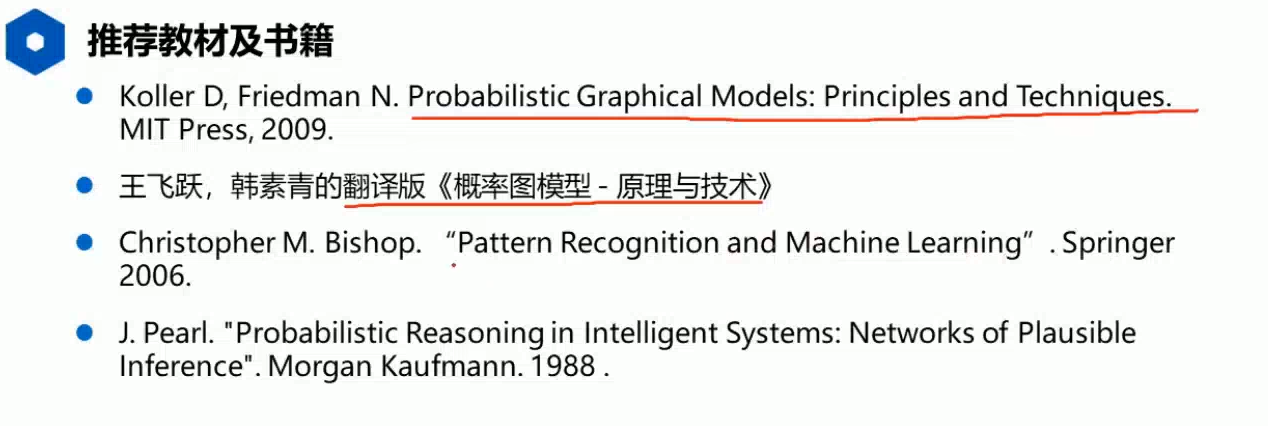 推荐教材及书籍
Koller D, Friedman N. Probabilistic Graphical Models: Principles and Techniques.
MIT Press, 2009.
王飞跃，韩素青的翻译版《概率图模型 - 原理与技术》
Christopher M. Bishop. “Pattern Recognition and Machine Learning”. Springer
2006.
J. Pearl. "Probabilistic Reasoning in Intelligent Systems: Networks of Plausible
Inference". Morgan Kaufmann. 1988 .